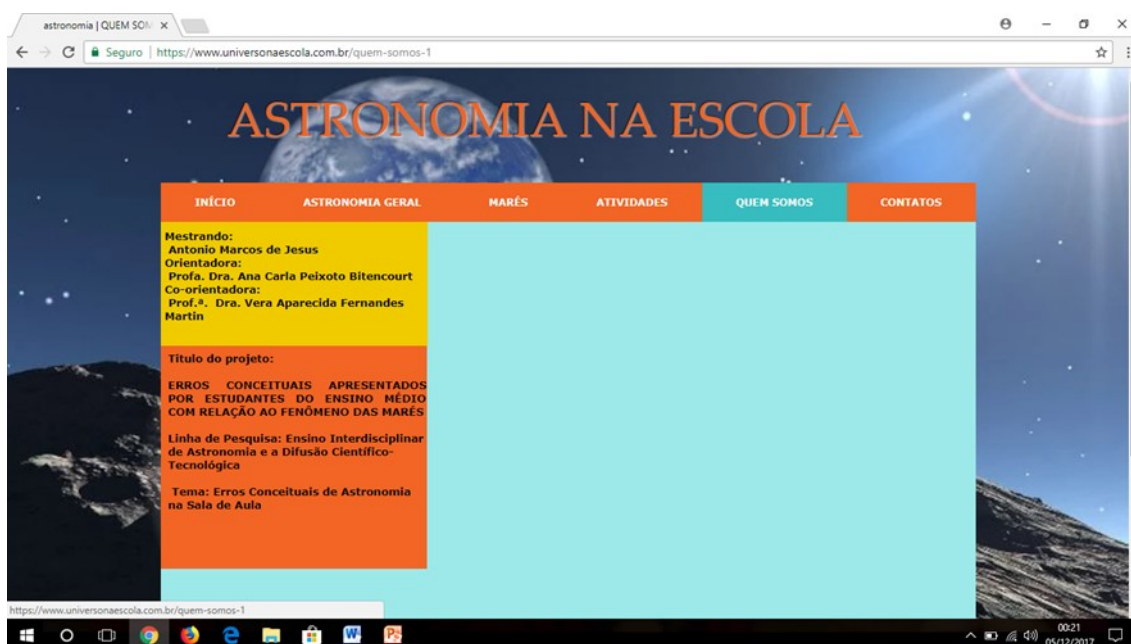 astronomia | QUEM SOM
Seguro | https://www.universonaescola.com.br/quem-somos-1
ASTRONOMIA NA ESCOLA
INÍCIO ASTRONOMIA GERAL MARÉS ATIVIDADES QUEM SOMOS CONTATOS
Mestrando:
Antonio Marcos de Jesus
Orientadora:
Profa. Dra. Ana Carla Peixoto Bitencourt
Co-orientadora:
Prof.ª. Dra. Vera Aparecida Fernandes
Martin
Título do projeto:
ERROS CONCEITUAIS APRESENTADOS
POR ESTUDANTES DO ENSINO MÉDIO
COM RELAÇÃO AO FENÔMENO DAS MARÉS
Linha de Pesquisa: Ensino Interdisciplinar
de Astronomia e a Difusão Científico-
Tecnológica
Tema: Erros Conceituais de Astronomia
na Sala de Aula
https://www.universonaescola.com.br/quem-somos-1
00:21
05/12/2017